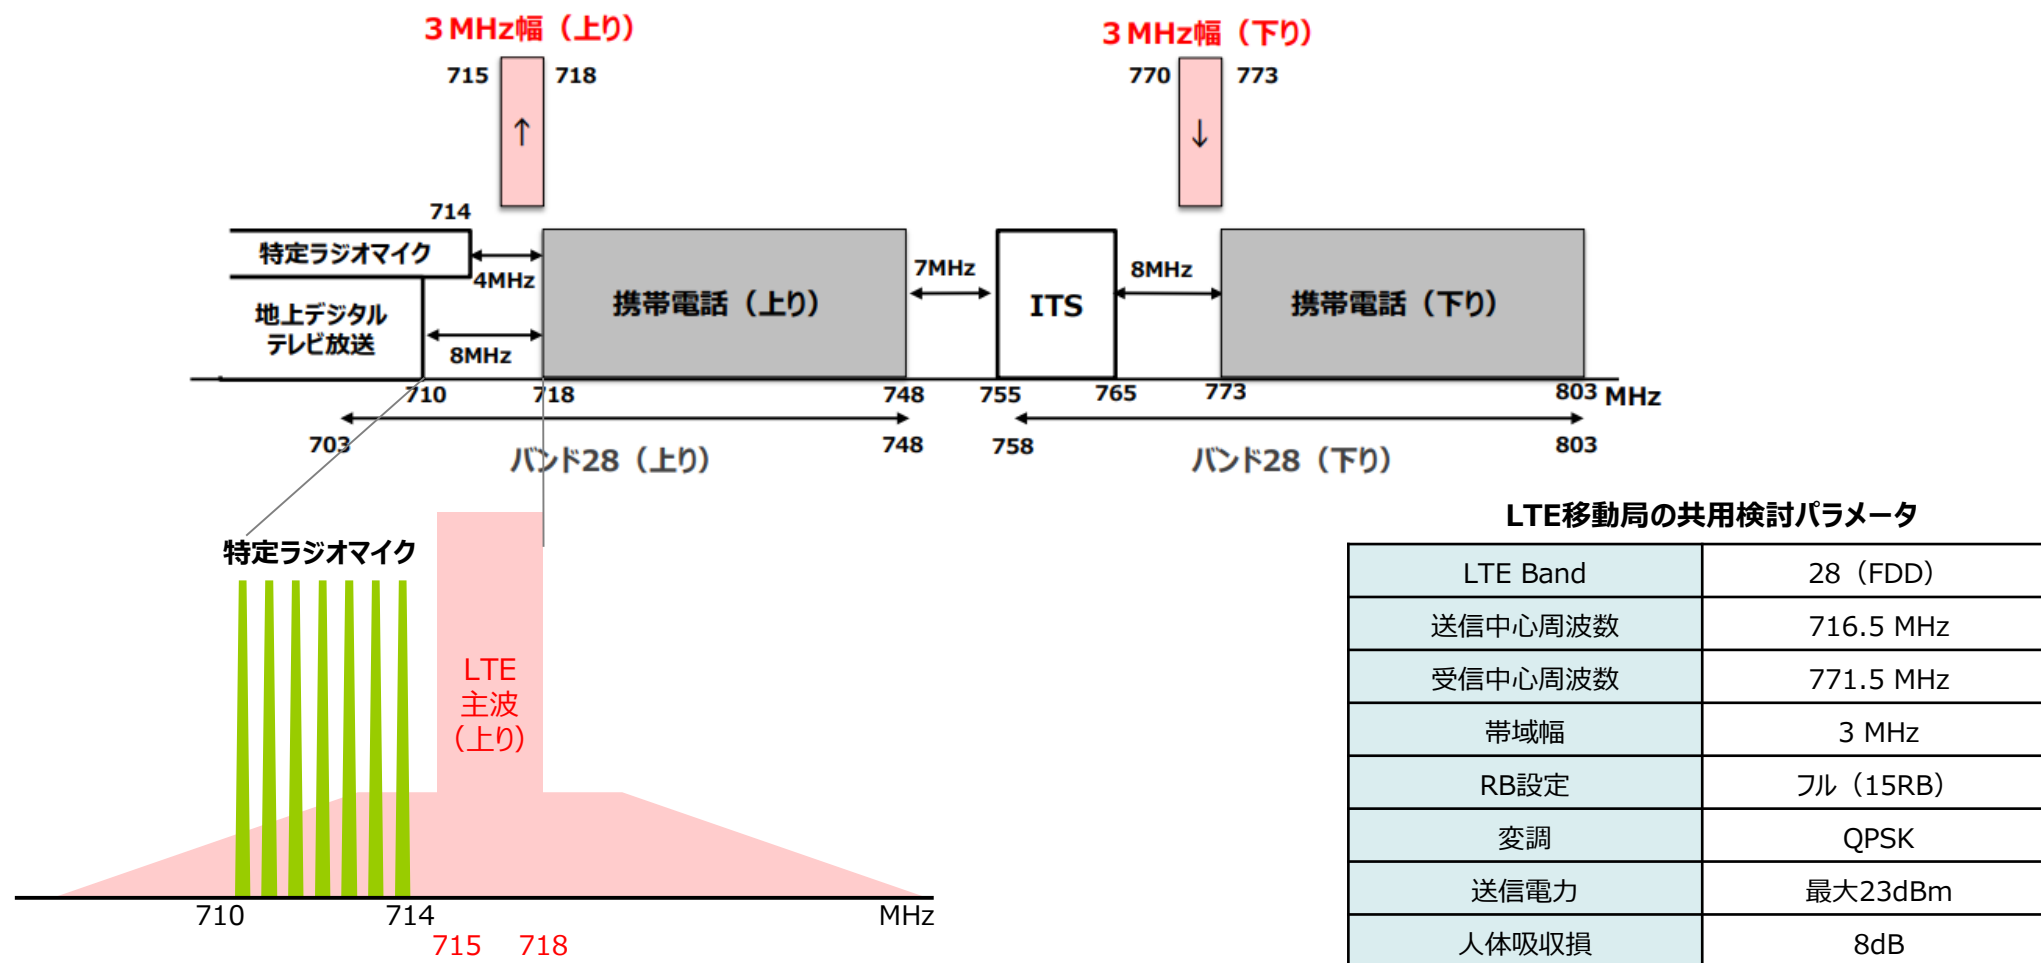 3MHz幅（上り）
3MHz幅（下り）
715
718
770
773
↑
↓
714
特定ラジオマイク
4MHz
地上デジタル
テレビ放送
8MHz
携帯電話（上り）
7MHz
ITS
8MHz
携帯電話（下り）
710
718
748
755
765
773
803
MHz
703
バンド28（上り）
748
758
バンド28（下り）
803
特定ラジオマイク
LTE
主波
（上り）
710
714
MHz
715
718
LTE移動局の共用検討パラメータ
LTE Band
28（FDD）
送信中心周波数
716.5 MHz
受信中心周波数
771.5 MHz
帯域幅
3 MHz
RB設定
フル（15RB）
変調
QPSK
送信電力
最大23dBm
人体吸収損
8dB